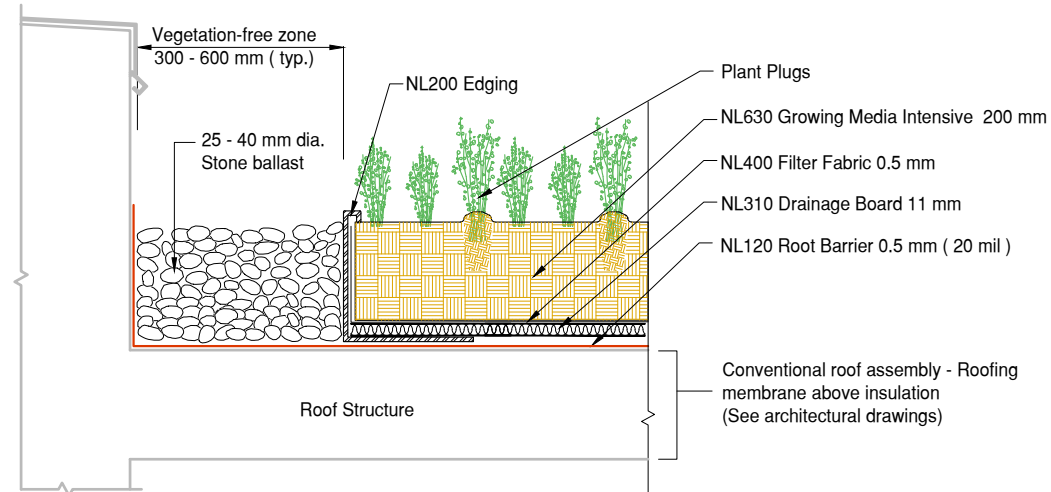 Vegetation-free zone
300 - 600 mm ( typ.)
NL200 Edging
25 - 40 mm dia.
Stone ballast
Plant Plugs
NL630 Growing Media Intensive  200 mm
NL400 Filter Fabric 0.5 mm
NL310 Drainage Board 11 mm
NL120 Root Barrier 0.5 mm ( 20 mil )
Conventional roof assembly - Roofing
membrane above insulation
(See architectural drawings)
Roof Structure